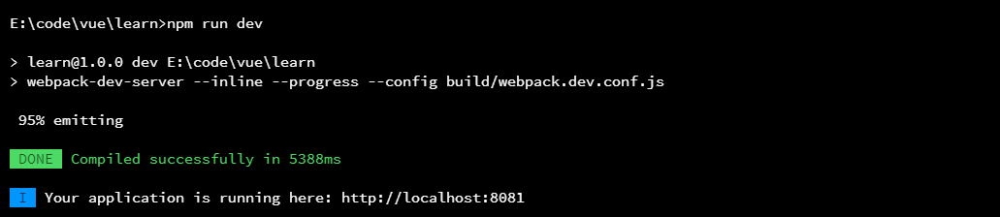 E:\code\vue\learn>npm run dev
> learn@1.0.0 dev E:\code\vue\learn
> webpack-dev-server --inline --progress --config build/webpack.dev.conf.js
95% emitting
DONE Compiled successfully in 5388ms
I Your application is running here: http://localhost:8081